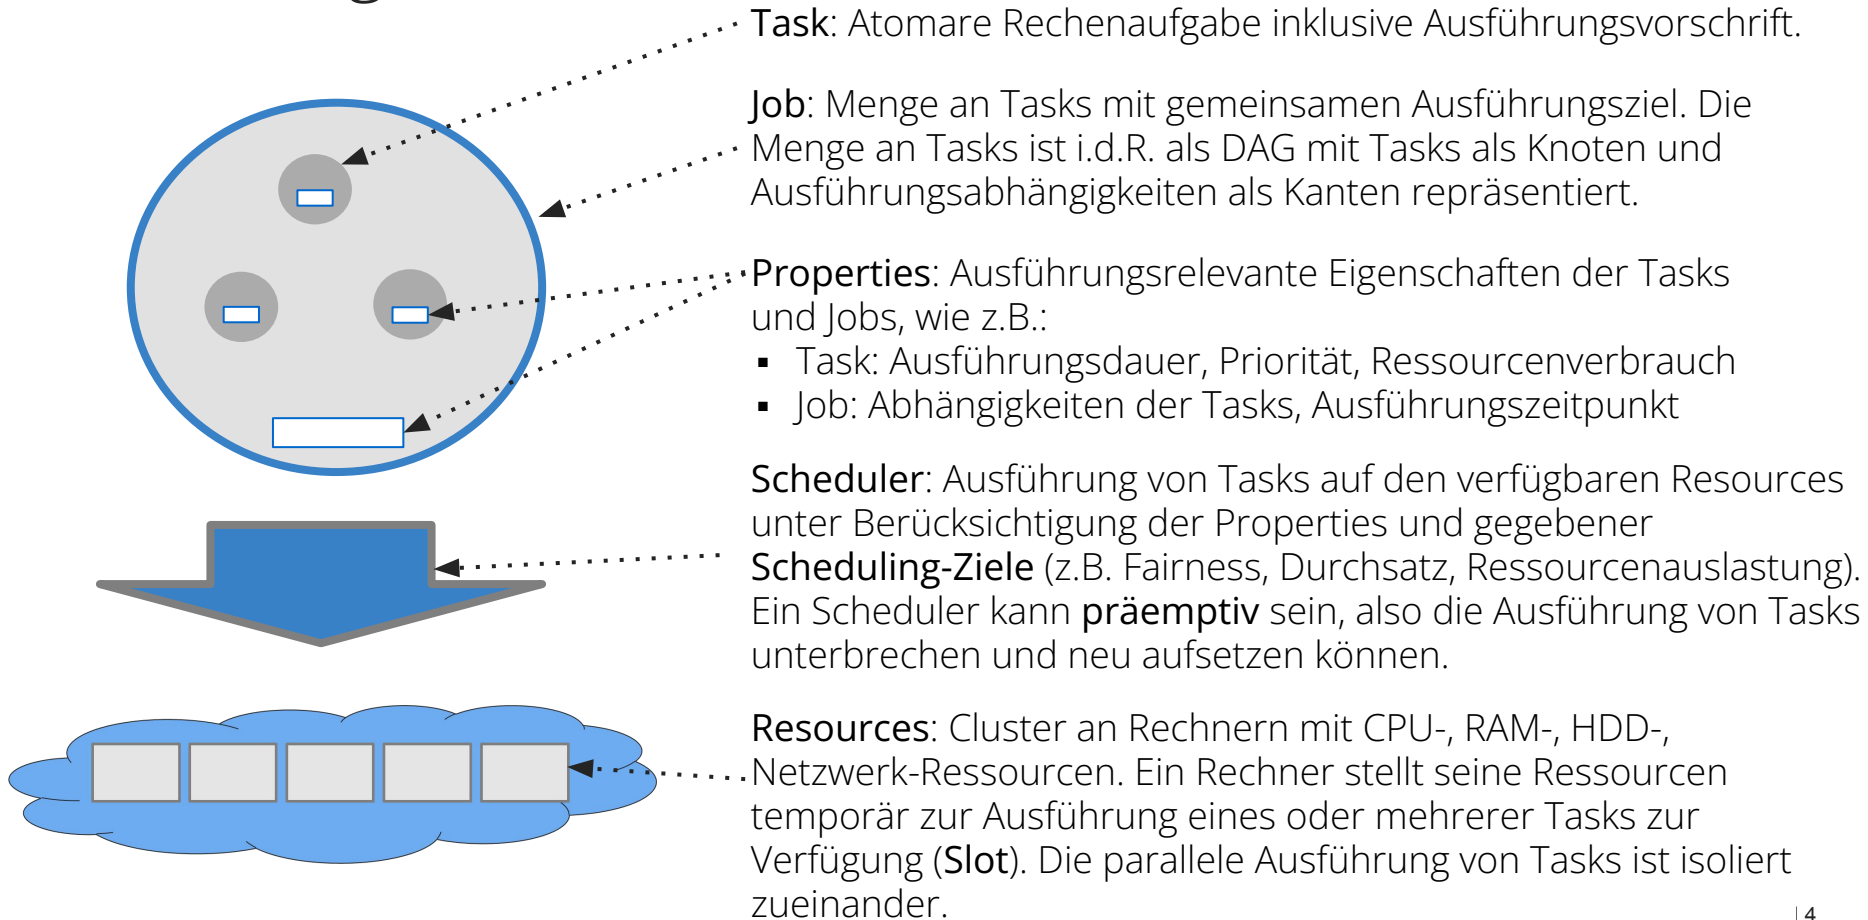 Task: Atomare Rechenaufgabe inklusive Ausführungsvorschrift.
Job: Menge an Tasks mit gemeinsamen Ausführungsziel. Die
Menge an Tasks ist i.d.R. als DAG mit Tasks als Knoten und
Ausführungsabhängigkeiten als Kanten repräsentiert.
Properties: Ausführungsrelevante Eigenschaften der Tasks
und Jobs, wie z.B.:
▪ Task: Ausführungsdauer, Priorität, Ressourcenverbrauch
▪ Job: Abhängigkeiten der Tasks, Ausführungszeitpunkt
Scheduler: Ausführung von Tasks auf den verfügbaren Resources
unter Berücksichtigung der Properties und gegebener
Scheduling-Ziele (z.B. Fairness, Durchsatz, Ressourcenauslastung).
Ein Scheduler kann präemptiv sein, also die Ausführung von Tasks
unterbrechen und neu aufsetzen können.
Resources: Cluster an Rechnern mit CPU-, RAM-, HDD-,
Netzwerk-Ressourcen. Ein Rechner stellt seine Ressourcen
temporär zur Ausführung eines oder mehrerer Tasks zur
Verfügung (Slot). Die parallele Ausführung von Tasks ist isoliert
zueinander.
| 4